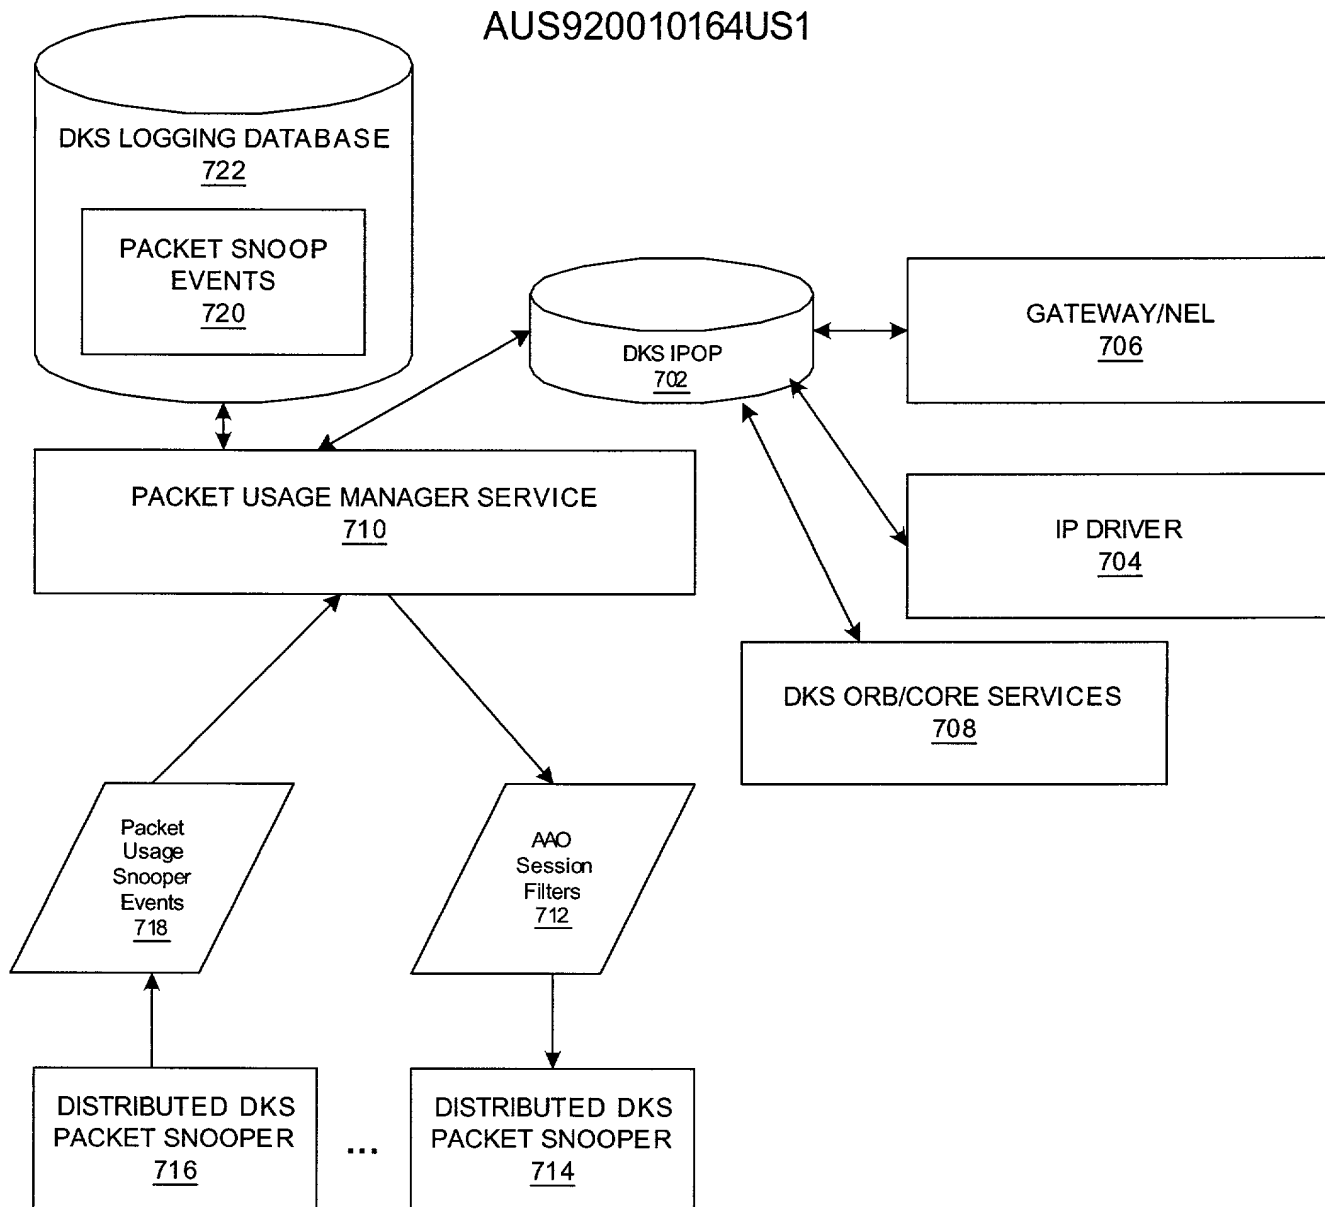 AUS920010164US1
DKS LOGGING DATABASE
722
PACKET SNOOP
EVENTS
720
DKS IPOP
702
GATEWAY/NEL
706
PACKET USAGE MANAGER SERVICE
710
IP DRIVER
704
DKS ORB/CORE SERVICES
708
Packet
Usage
Snooper
Events
718
AAO
Session
Filters
712
DISTRIBUTED DKS
PACKET SNOOPER
716
...
DISTRIBUTED DKS
PACKET SNOOPER
714